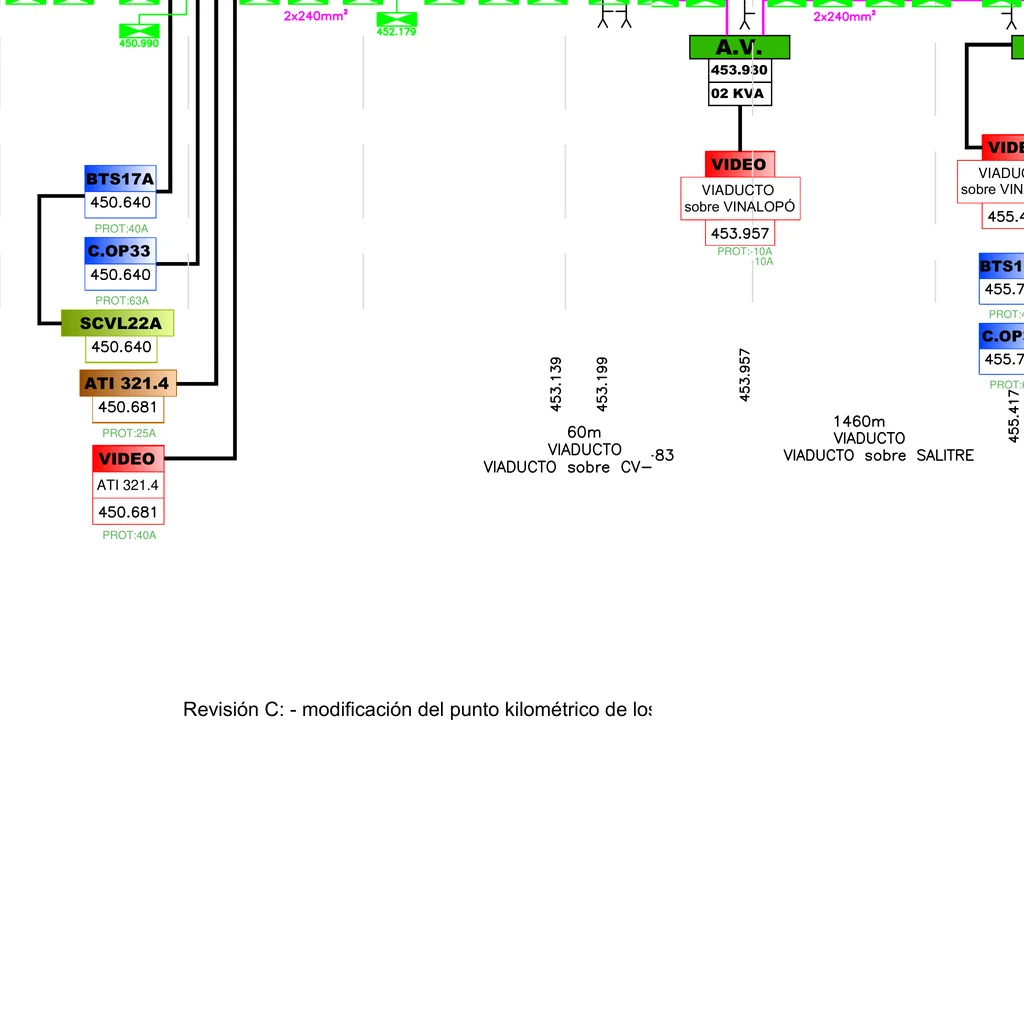 2x240mm²
2x240mm²
450.990
452.179
A.V.
453.930
02 KVA
VIDEO
VIADUCTO
sobre VINALOPÓ
453.957
PROT:-10A
10A
BTS17A
450.640
PROT:40A
C.OP33
450.640
PROT:63A
SCVL22A
450.640
ATI 321.4
450.681
PROT:25A
VIDEO
ATI 321.4
450.681
PROT:40A
453.139
453.199
453.957
455.417
60m
VIADUCTO
VIADUCTO sobre CV-
-83
1460m
VIADUCTO
VIADUCTO sobre SALITRE
Revisión C: - modificación del punto kilométrico de los